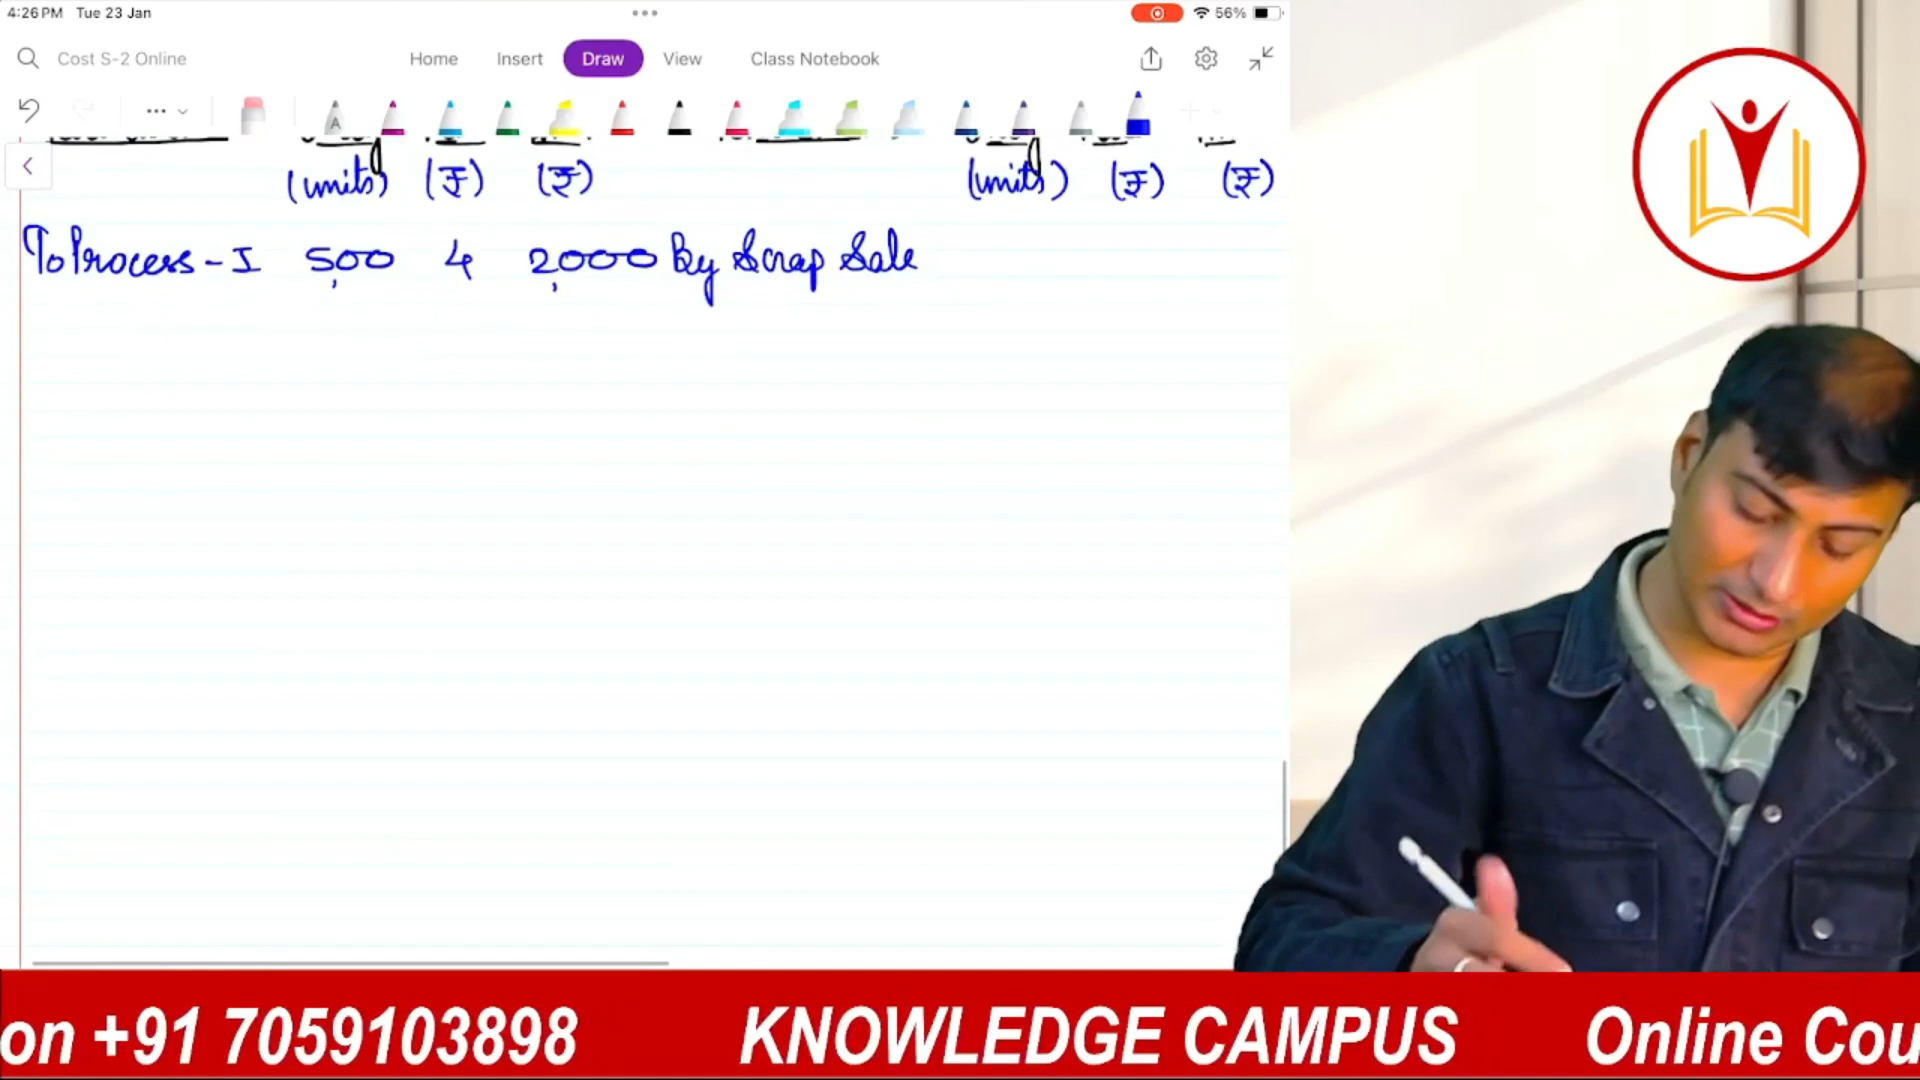 4:26 PM Tue 23 Jan
56%
Cost S-2 Online
Home Insert Draw View Class Notebook
A
(units) (₹) (₹) (units) (₹) (₹)
To Process - I 500 4 2000 By Scrap Sale
on +91 7059103898 KNOWLEDGE CAMPUS Online Cou